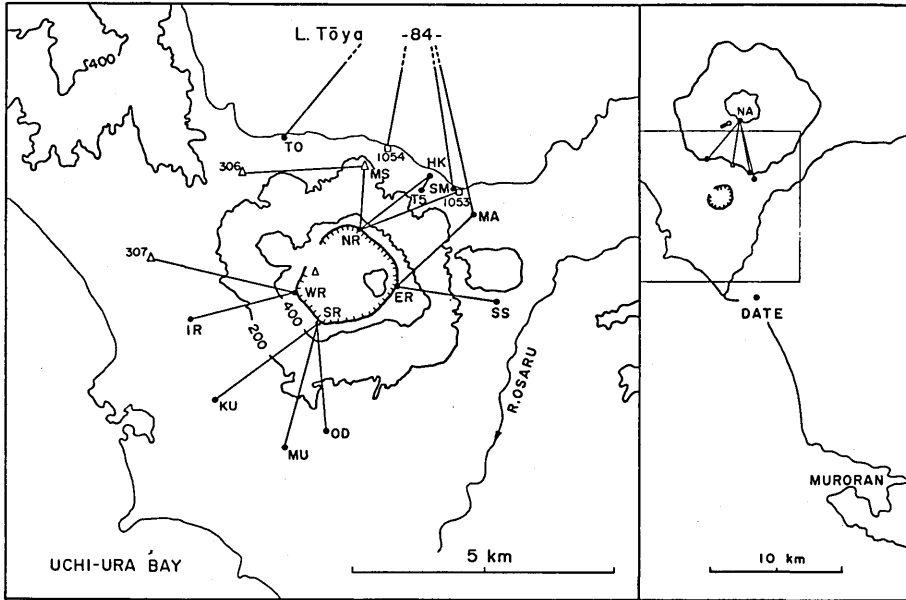 400
L. Tōya
-84-
TO
1054
HK
306
MS
T5
SM
1053
MA
NR
307
WR
ER
SS
IR
400
SR
200
R.OSARU
KU
OD
MU
UCHI-URA BAY
5 km
NA
DATE
MURORAN
10 km